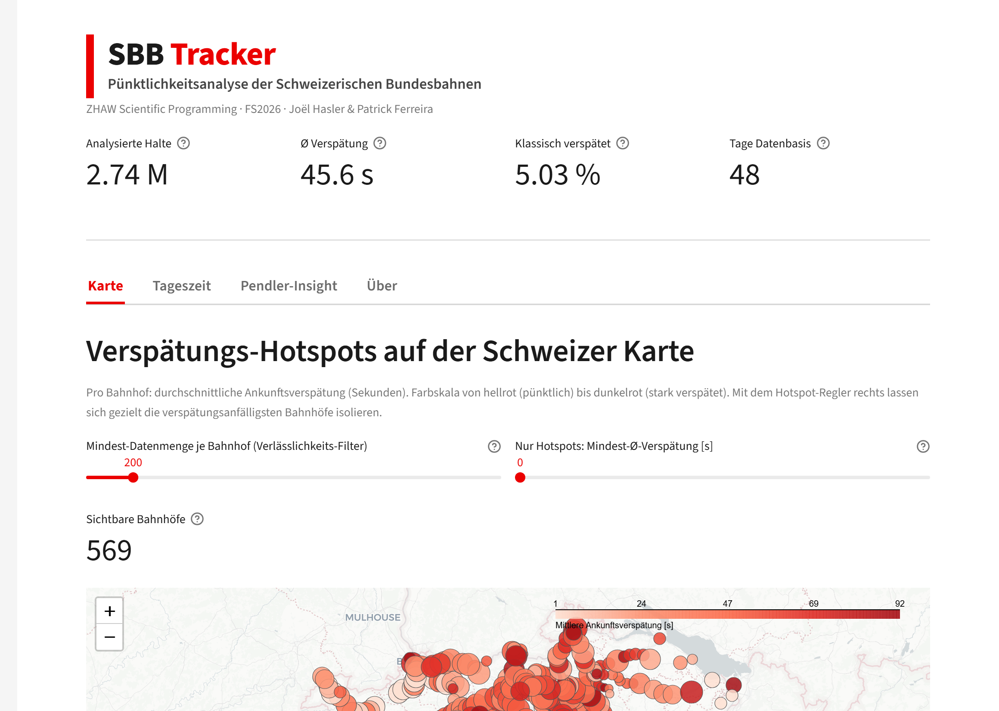 SBB Tracker
Pünktlichkeitsanalyse der Schweizerischen Bundesbahnen
ZHAW Scientific Programming · FS2026 · Joël Hasler & Patrick Ferreira
Analysierte Halte
2.74 M
Ø Verspätung
45.6 s
Klassisch verspätet
5.03 %
Tage Datenbasis
48
Karte Tageszeit Pendler-Insight Über
Verspätungs-Hotspots auf der Schweizer Karte
Pro Bahnhof: durchschnittliche Ankunftsverspätung (Sekunden). Farbskala von hellrot (pünktlich) bis dunkelrot (stark verspätet). Mit dem Hotspot-Regler rechts lassen
sich gezielt die verspätungsanfälligsten Bahnhöfe isolieren.
Mindest-Datenmenge je Bahnhof (Verlässlichkeits-Filter)
200
Nur Hotspots: Mindest-Ø-Verspätung [s]
0
Sichtbare Bahnhöfe
569
+
−
MULHOUSE
1 24 47 69 92
Mittlere Ankunftsverspätung [s]